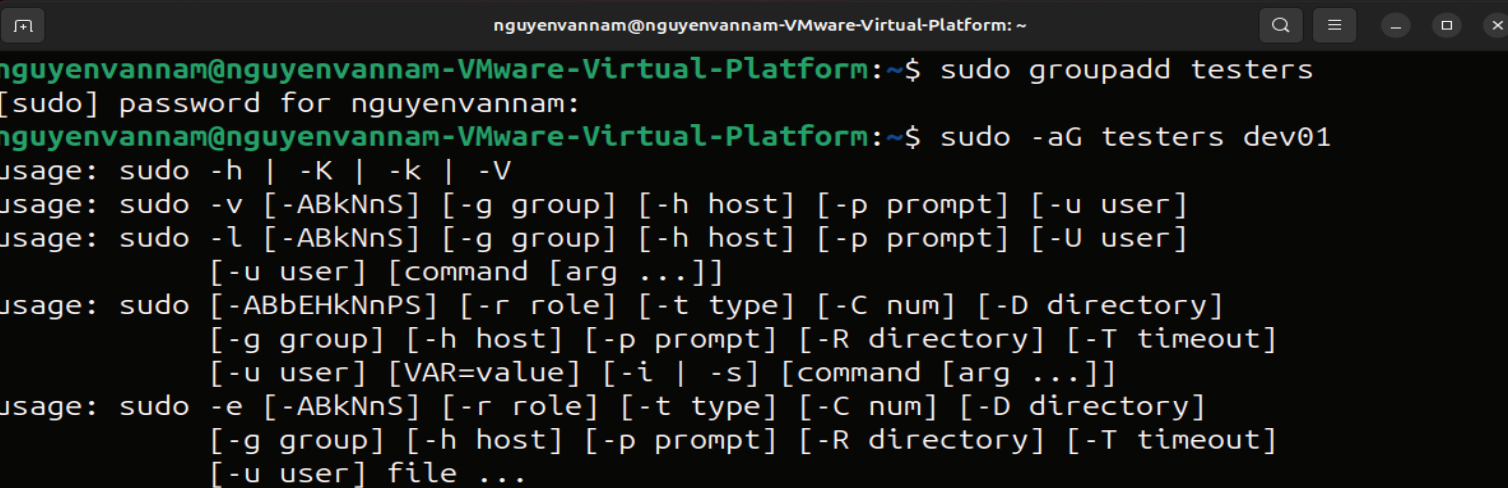 nguyenvannam@nguyenvannam-VMware-Virtual-Platform: ~
nguyenvannam@nguyenvannam-VMware-Virtual-Platform:~$ sudo groupadd testers
[sudo] password for nguyenvannam:
nguyenvannam@nguyenvannam-VMware-Virtual-Platform:~$ sudo -aG testers dev01
usage: sudo -h | -K | -k | -V
usage: sudo -v [-ABkNnS] [-g group] [-h host] [-p prompt] [-u user]
usage: sudo -l [-ABkNnS] [-g group] [-h host] [-p prompt] [-U user]
[-u user] [command [arg ...]]
usage: sudo [-ABbEHkNnPS] [-r role] [-t type] [-C num] [-D directory]
[-g group] [-h host] [-p prompt] [-R directory] [-T timeout]
[-u user] [VAR=value] [-i | -s] [command [arg ...]]
usage: sudo -e [-ABkNnS] [-r role] [-t type] [-C num] [-D directory]
[-g group] [-h host] [-p prompt] [-R directory] [-T timeout]
[-u user] file ...